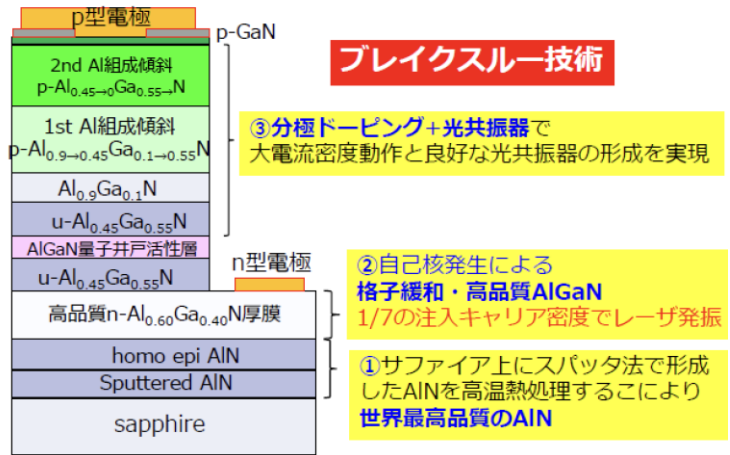 p型電極
p-GaN
ブレイクスルー技術
2nd Al組成傾斜
p-Al0.45→0Ga0.55→N
1st Al組成傾斜
p-Al0.9→0.45Ga0.1→0.55N
Al0.9Ga0.1N
u-Al0.45Ga0.55N
AlGaN量子井戸活性層
u-Al0.45Ga0.55N
n型電極
高品質n-Al0.60Ga0.40N厚膜
homo epi AlN
Sputtered AlN
sapphire
③分極ドーピング+光共振器で
大電流密度動作と良好な光共振器の形成を実現
②自己核発生による
格子緩和・高品質AlGaN
1/7の注入キャリア密度でレーザ発振
①サファイア上にスパッタ法で形成
したAlNを高温熱処理するこにより
世界最高品質のAlN